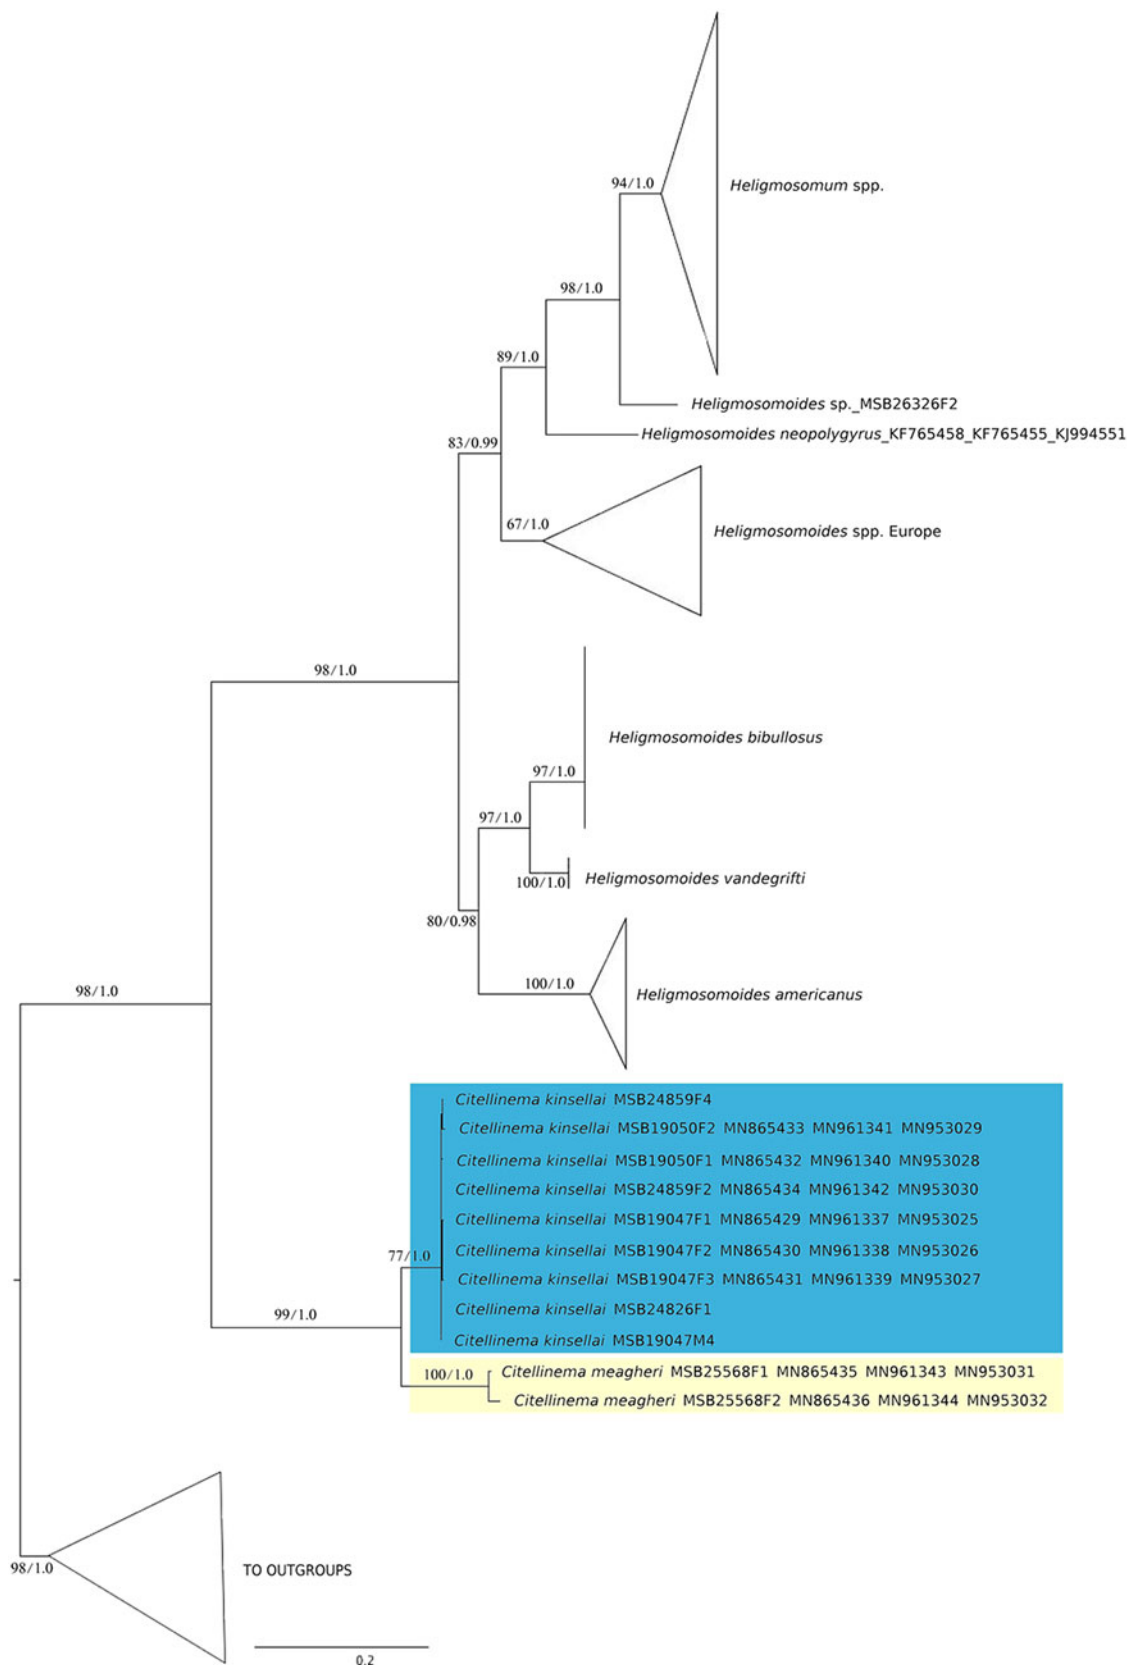 94/1.0
Heligmosomum spp.
98/1.0
89/1.0
Heligmosomoides sp._MSB26326F2
Heligmosomoides neopolygyrus_KF765458_KF765455_KJ994551
83/0.99
67/1.0
Heligmosomoides spp. Europe
98/1.0
Heligmosomoides bibullosus
97/1.0
97/1.0
100/1.0
Heligmosomoides vandegrifti
80/0.98
100/1.0
Heligmosomoides americanus
98/1.0
Citellinema kinsellai MSB24859F4
Citellinema kinsellai MSB19050F2 MN865433 MN961341 MN953029
Citellinema kinsellai MSB19050F1 MN865432 MN961340 MN953028
Citellinema kinsellai MSB24859F2 MN865434 MN961342 MN953030
Citellinema kinsellai MSB19047F1 MN865429 MN961337 MN953025
Citellinema kinsellai MSB19047F2 MN865430 MN961338 MN953026
77/1.0
Citellinema kinsellai MSB19047F3 MN865431 MN961339 MN953027
Citellinema kinsellai MSB24826F1
99/1.0
Citellinema kinsellai MSB19047M4
100/1.0
Citellinema meagheri MSB25568F1 MN865435 MN961343 MN953031
Citellinema meagheri MSB25568F2 MN865436 MN961344 MN953032
98/1.0
TO OUTGROUPS
0.2